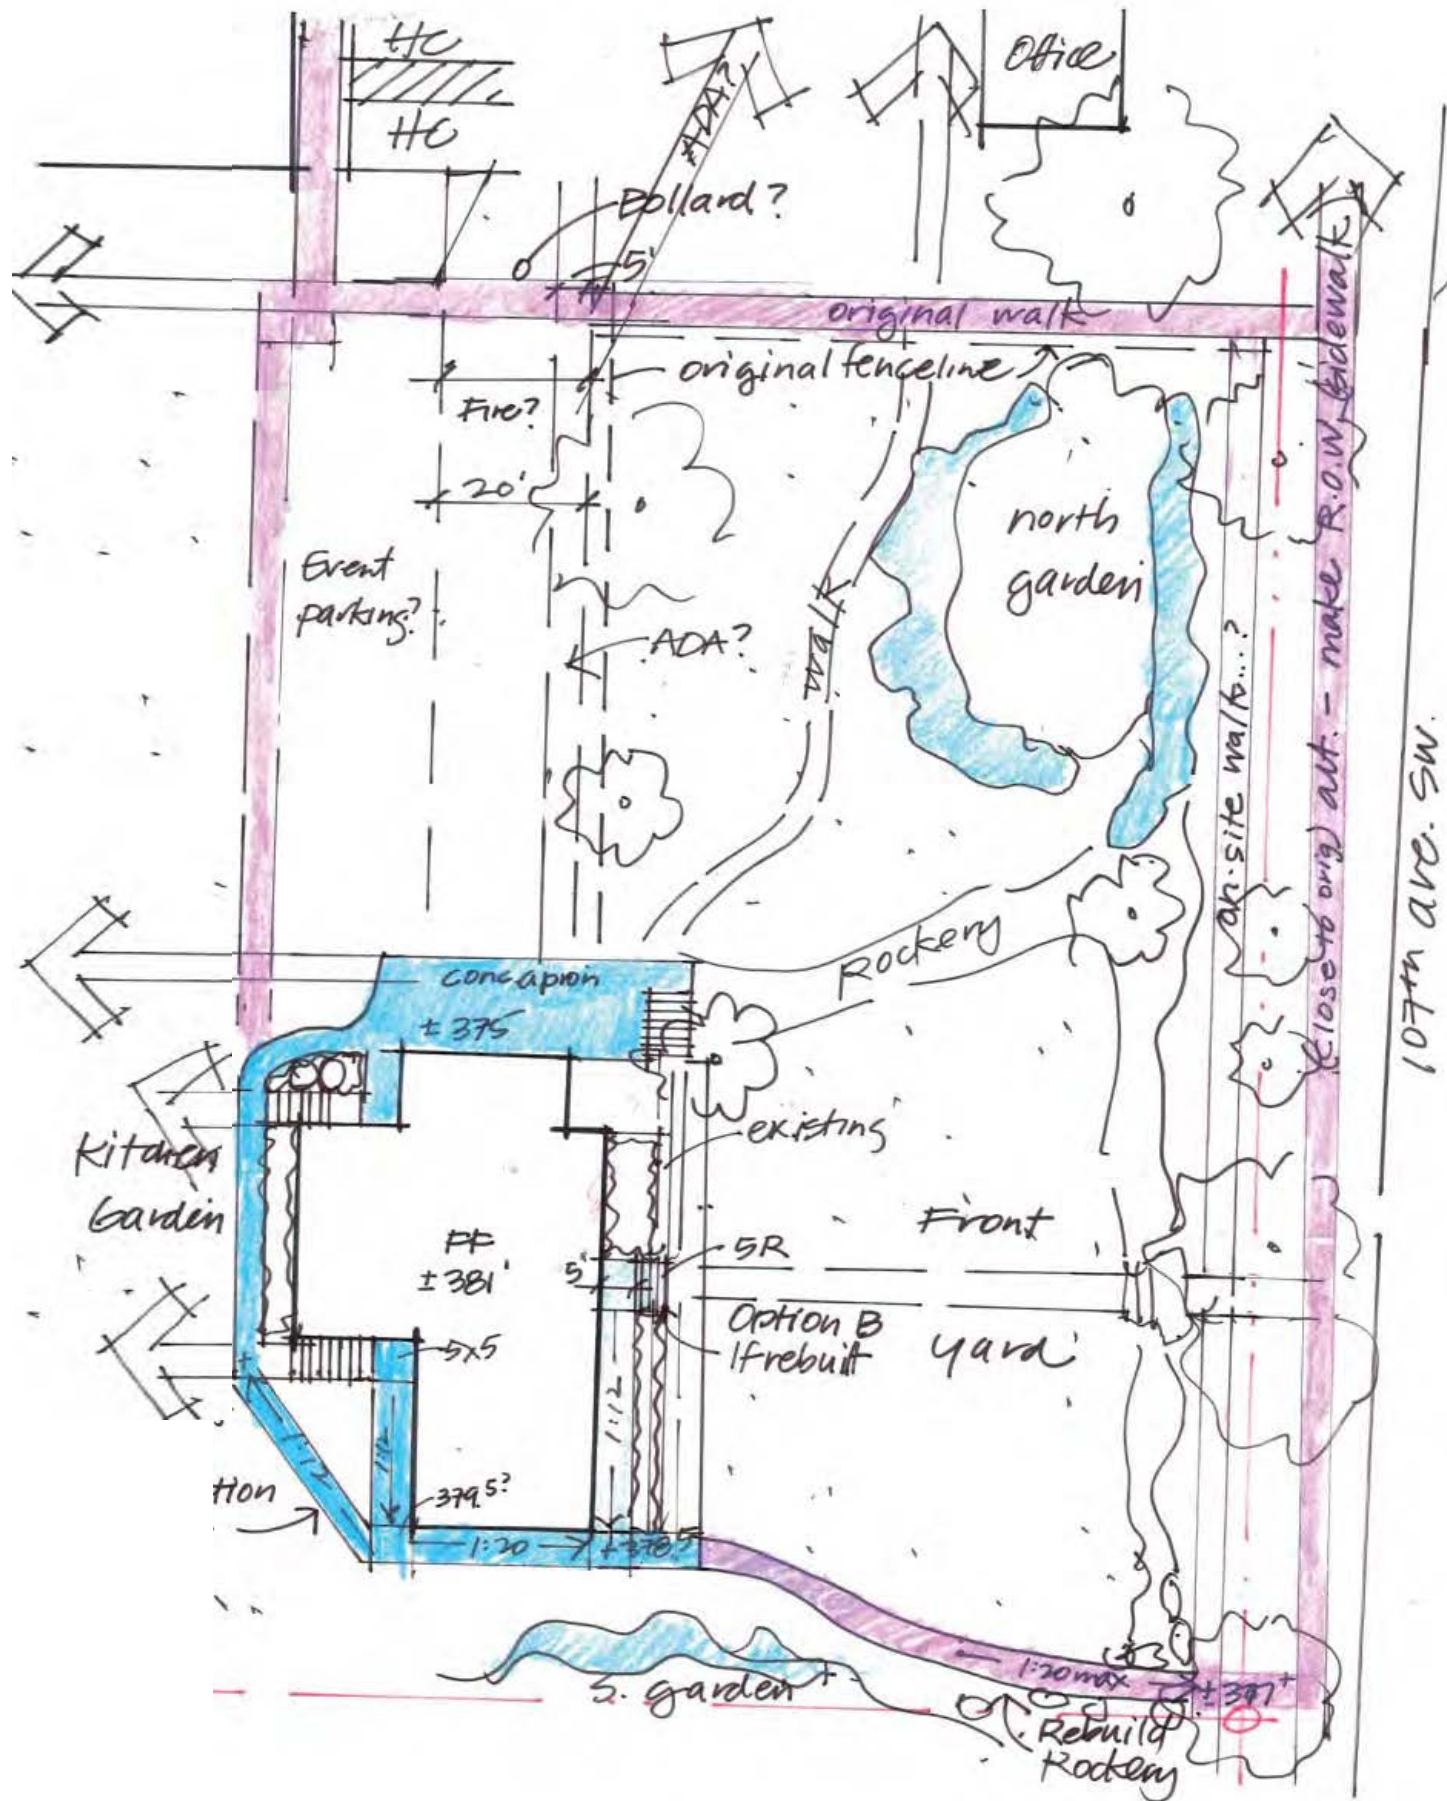 HC
HC
ADA?
Office
Bollard?
5'
original walk
original fenceline
Fire?
20'
Event
parking?
ADA?
walk
north
garden
on-site walk...?
(close to orig) alt. - make R.O.W. sidewalk
107th ave. SW.
Rockery
conc apron
± 375
existing
Kitchen
Garden
FF
± 381'
5'
5R
Front
yard
Option B
If rebuilt
5x5
1:12
1:12
1:12
379.5?
tion
1:20
±378.5
1:20 max
S. garden
Rebuild
Rockery